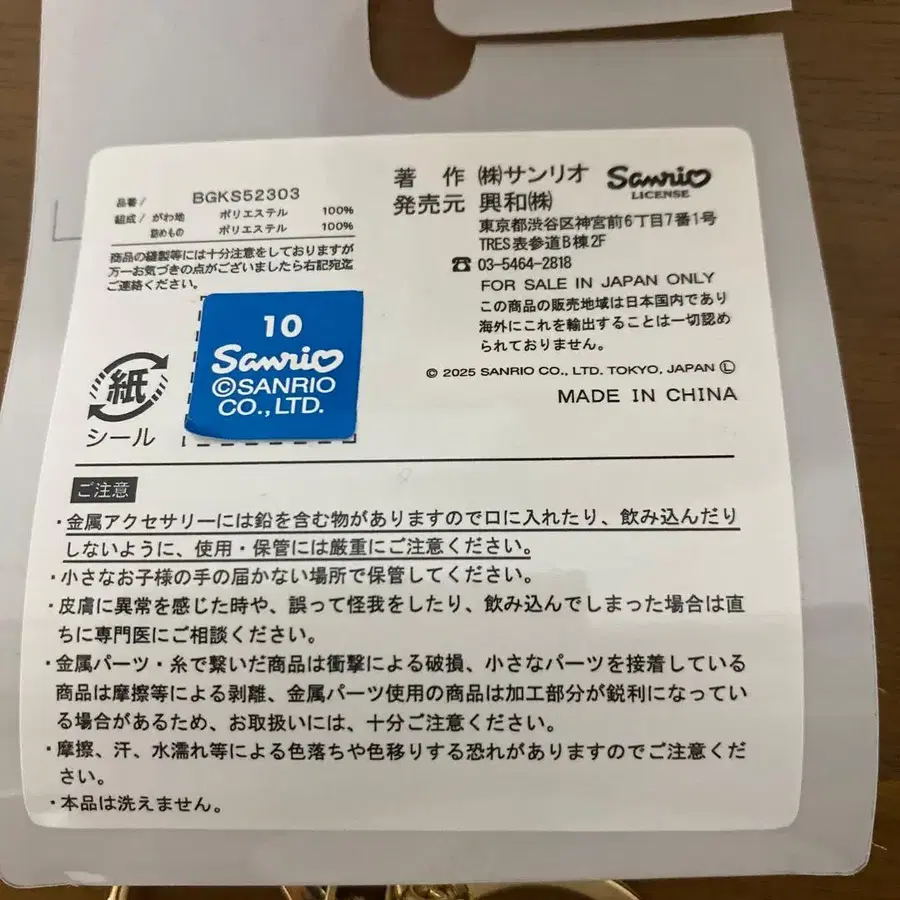 品番/ BGKS52303
組成/ がわ地 ポリエステル 100%
詰めもの ポリエステル 100%
商品の縫製等には十分注意をしておりますが
万一お気づきの点がございましたら右記宛迄
ご連絡ください。
著 作 ㈱サンリオ
Sanrio
LICENSE
発売元 興和㈱
東京都渋谷区神宮前6丁目7番1号
TRES表参道B棟2F
☎ 03-5464-2818
FOR SALE IN JAPAN ONLY
この商品の販売地域は日本国内であり
海外にこれを輸出することは一切認め
られておりません。
© 2025 SANRIO CO., LTD. TOKYO, JAPAN Ⓛ
MADE IN CHINA
紙
シール
10
Sanrio
©SANRIO
CO., LTD.
ご注意
・金属アクセサリーには鉛を含む物がありますので口に入れたり、飲み込んだり
しないように、使用・保管には厳重にご注意ください。
・小さなお子様の手の届かない場所で保管してください。
・皮膚に異常を感じた時や、誤って怪我をしたり、飲み込んでしまった場合は直
ちに専門医にご相談ください。
・金属パーツ・糸で繋いだ商品は衝撃による破損、小さなパーツを接着している
商品は摩擦等による剥離、金属パーツ使用の商品は加工部分が鋭利になってい
る場合があるため、お取扱いには、十分ご注意ください。
・摩擦、汗、水濡れ等による色落ちや色移りする恐れがありますのでご注意くだ
さい。
・本品は洗えません。